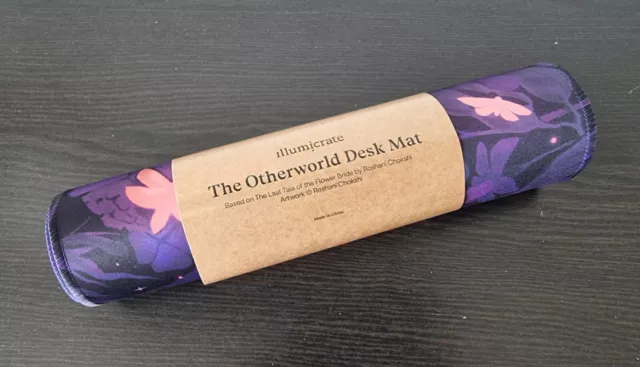 illumicrate
The Otherworld Desk Mat
Based on The Last Tale of the Flower Bride by Roshani Chokshi
Artwork © Roshani Chokshi
Made in China